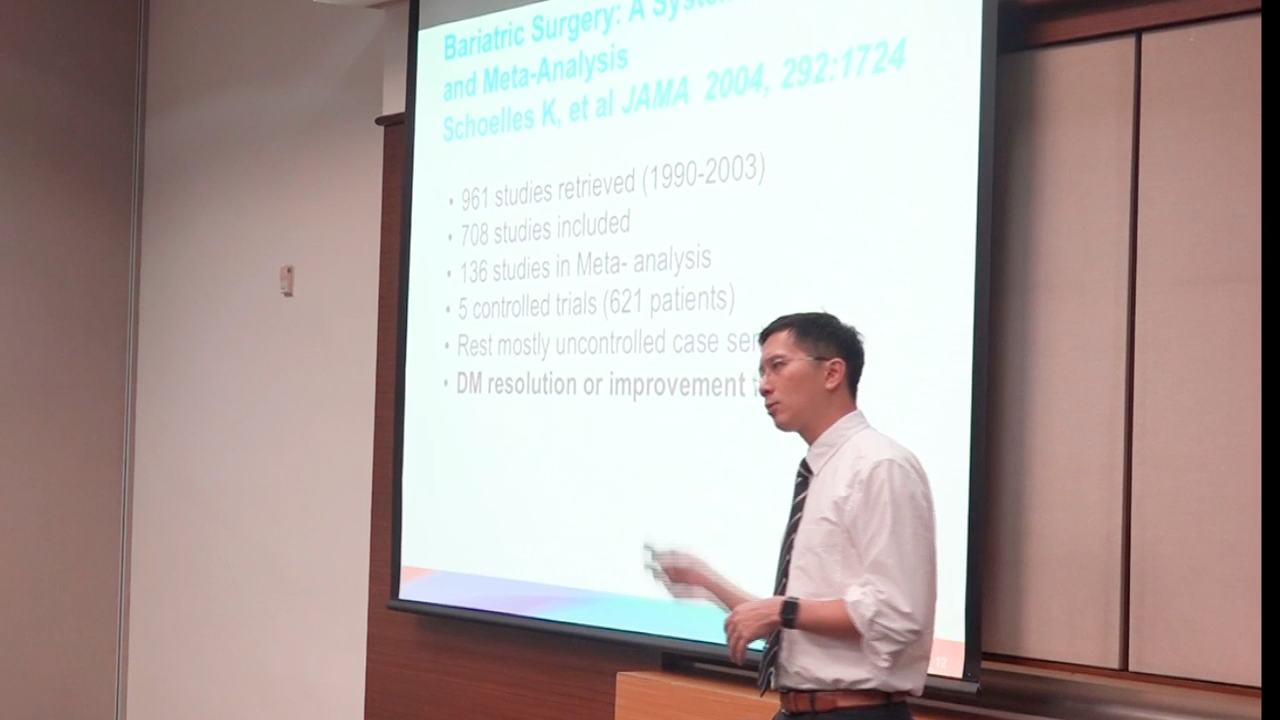 Bariatric Surgery: A
and Meta-Analysis
Schoelles K, et al JAMA 2004, 292:1724
• 961 studies retrieved (1990-2003)
• 708 studies included
• 136 studies in Meta- analysis
• 5 controlled trials (621 patients)
• Rest mostly uncontrolled case
• DM resolution or improvement
12